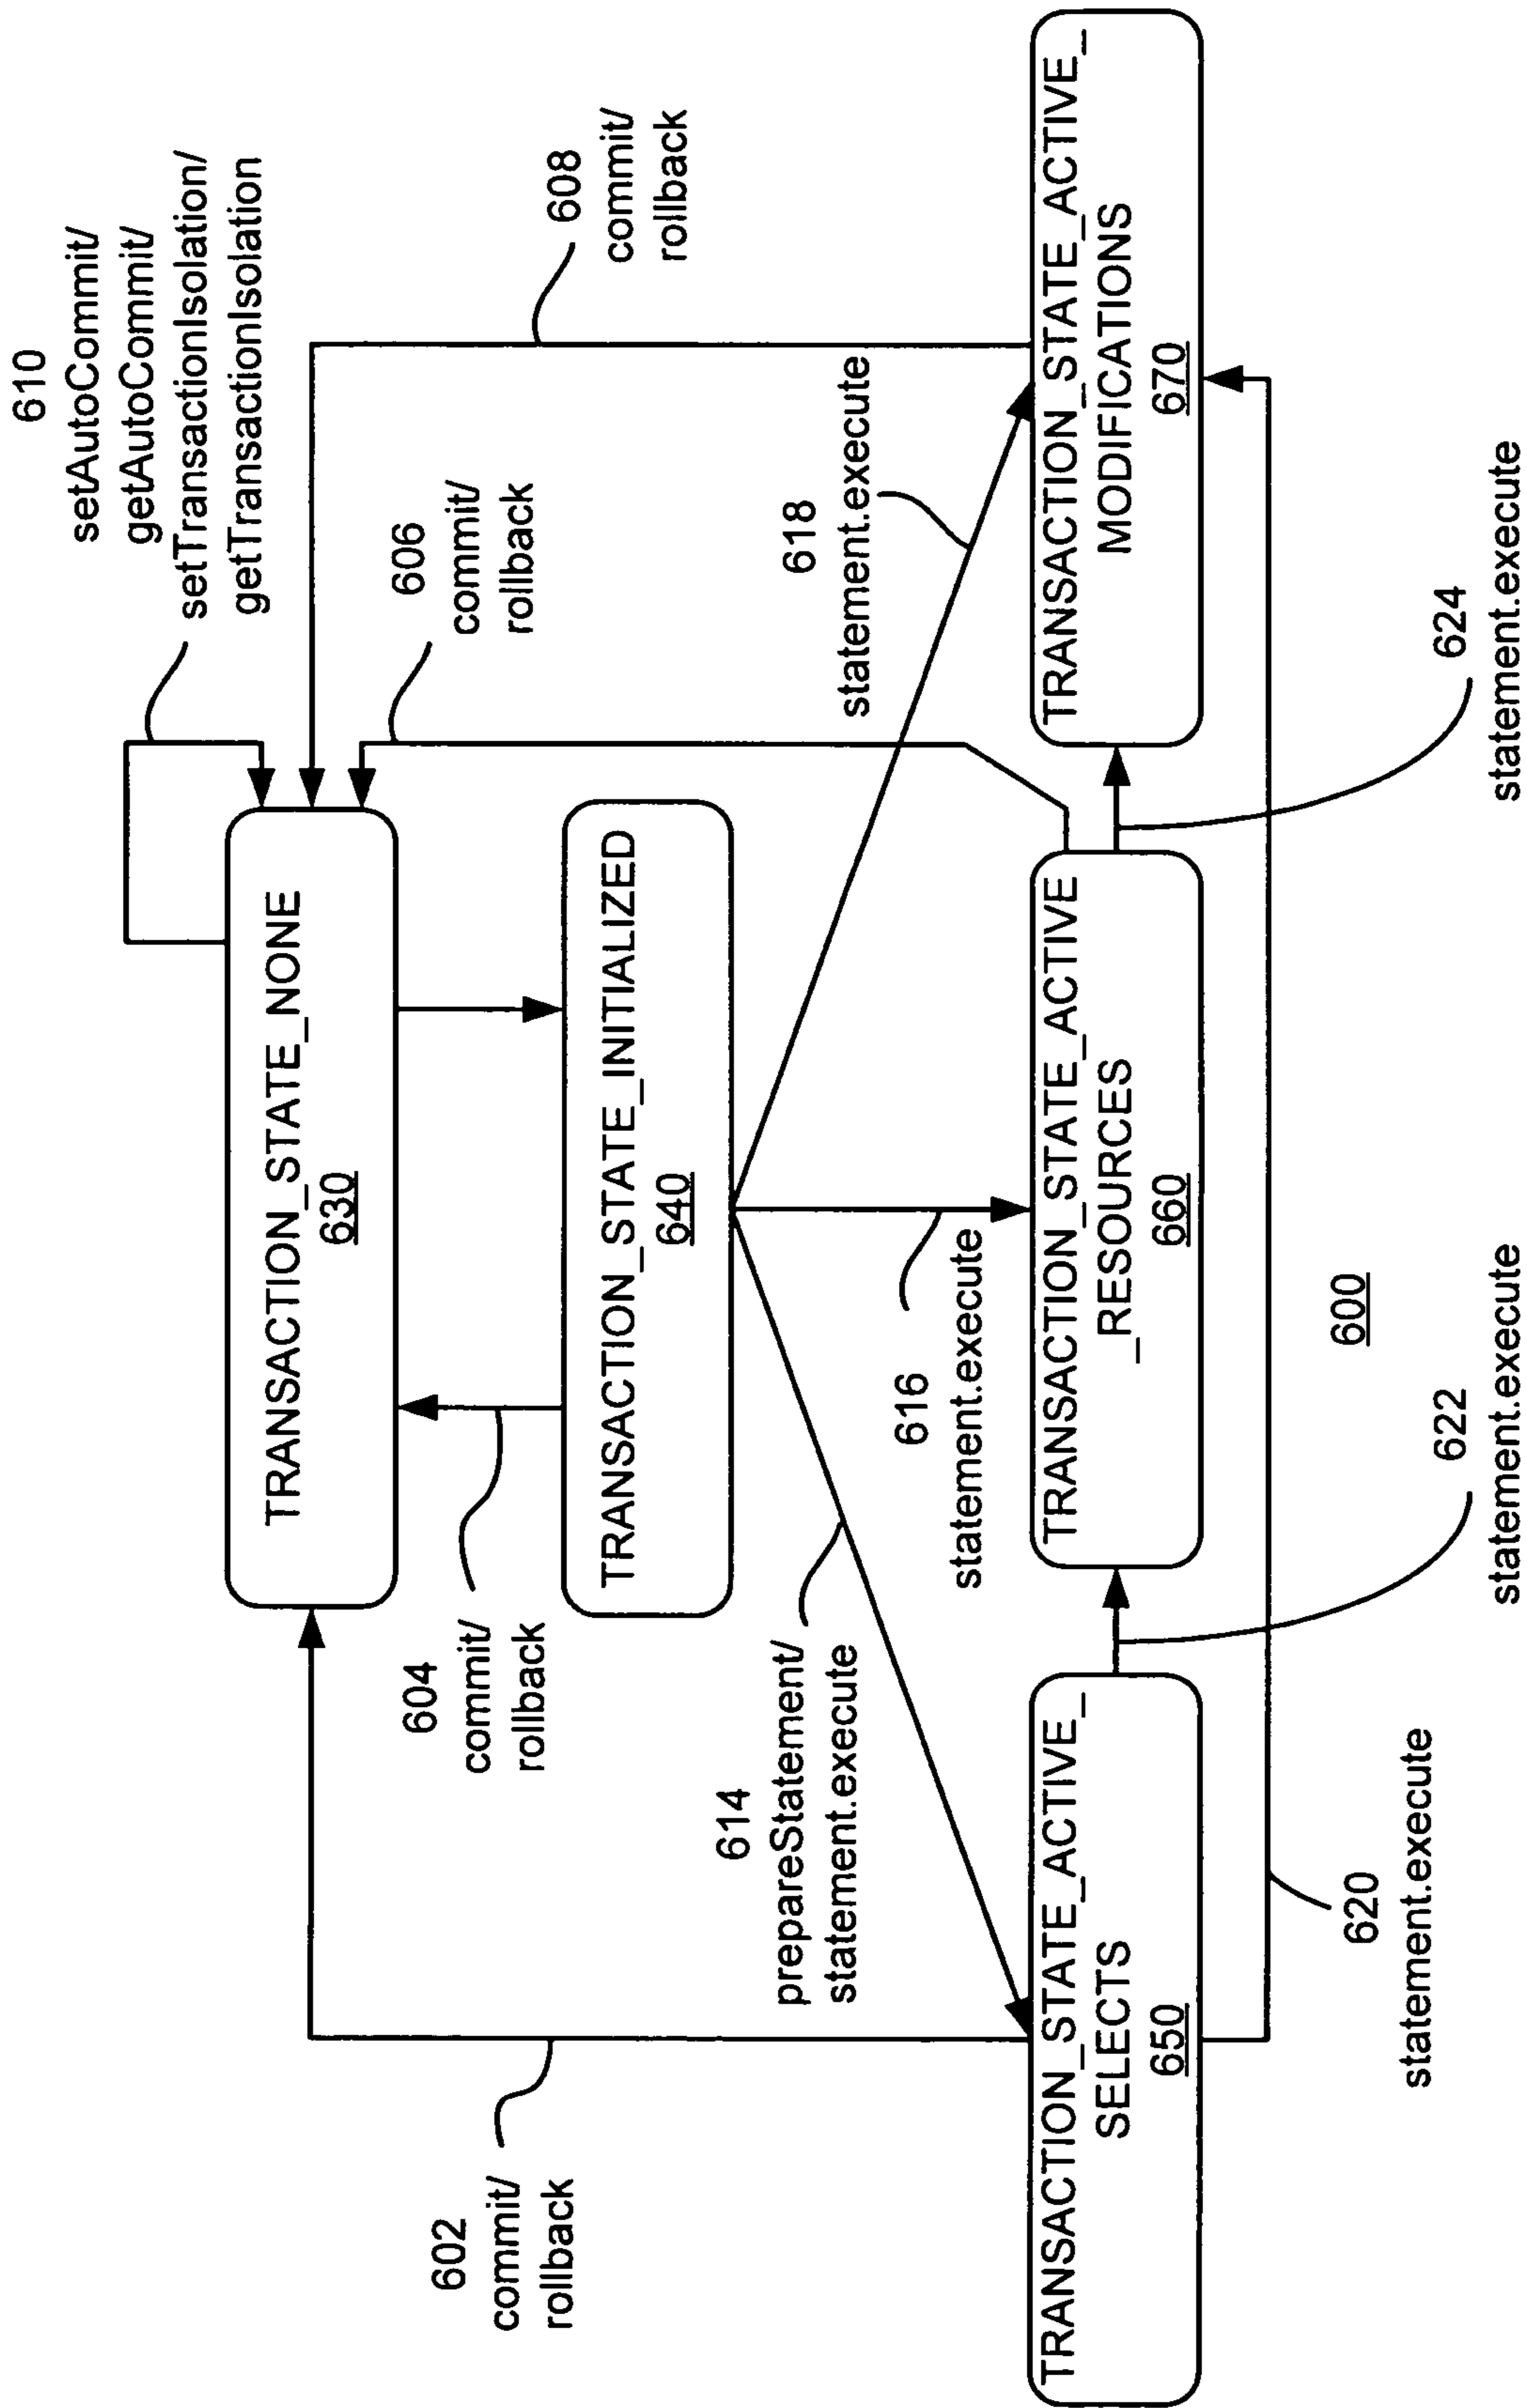 610
setAutoCommit/
getAutoCommit/
setTransactionIsolation/
getTransactionIsolation
TRANSACTION_STATE_NONE
630
602
commit/
rollback
604
commit/
rollback
606
commit/
rollback
608
commit/
rollback
TRANSACTION_STATE_INITIALIZED
640
614
prepareStatement/
statement.execute
616
statement.execute
618
statement.execute
TRANSACTION_STATE_ACTIVE_
SELECTS
650
TRANSACTION_STATE_ACTIVE
_RESOURCES
660
TRANSACTION_STATE_ACTIVE_
MODIFICATIONS
670
620
statement.execute
600
622
statement.execute
624
statement.execute